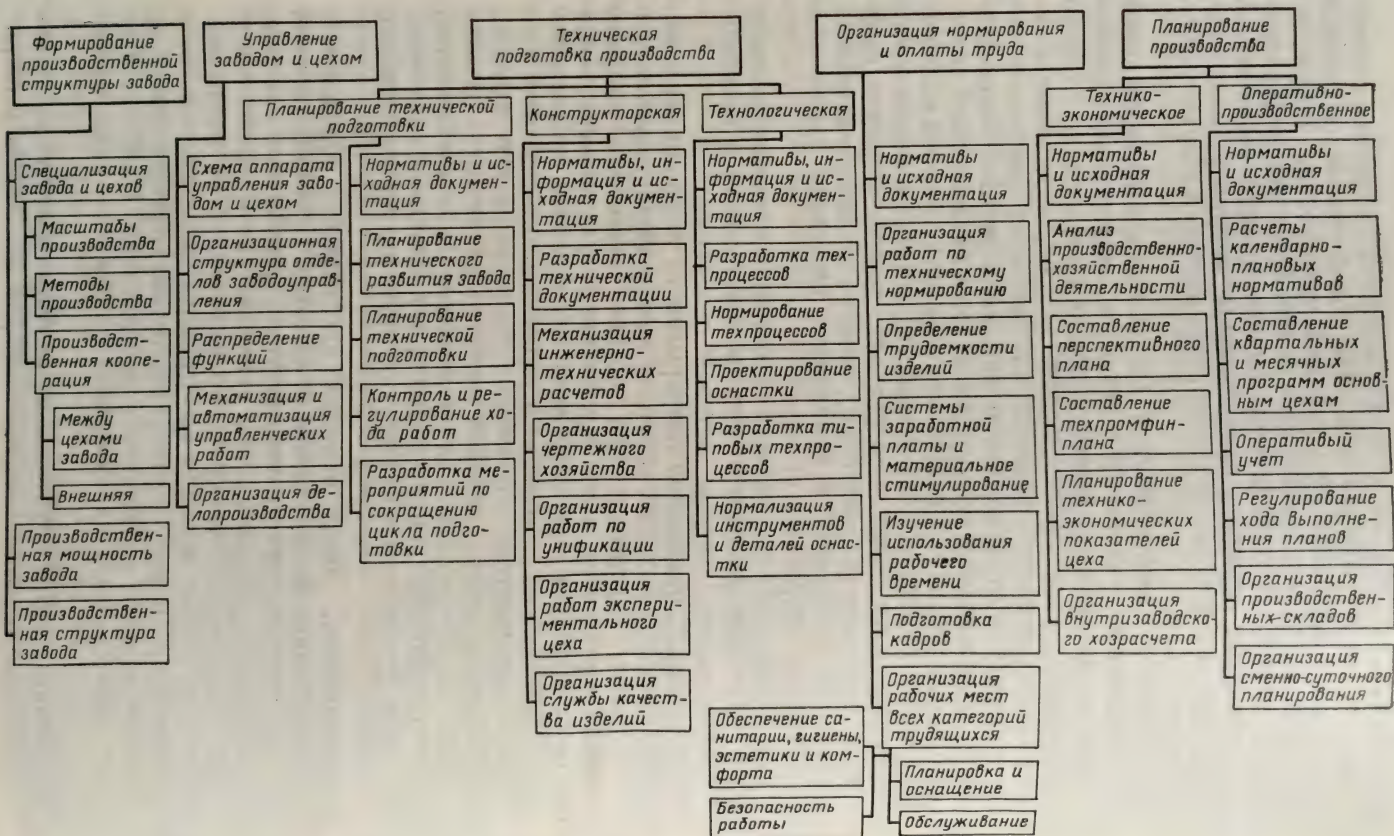 Формирование
производственной
структуры завода
Специализация
завода и цехов
Масштабы
производства
Методы
производства
Производст-
венная коопе-
рация
Между
цехами
завода
Внешняя
Производствен-
ная мощность
завода
Производствен-
ная структура
завода
Управление
заводом и цехом
Схема аппарата
управления заво-
дом и цехом
Организационная
структура отде-
лов заводоуправ-
ления
Распределение
функций
Механизация и
автоматизация
управленческих
работ
Организация де-
лопроизводства
Техническая
подготовка производства
Планирование технической
подготовки
Нормативы и ис-
ходная докумен-
тация
Планирование
технического
развития завода
Планирование
технической
подготовки
Контроль и ре-
гулирование хо-
да работ
Разработка ме-
роприятий по
сокращению
цикла подго-
товки
Конструкторская
Нормативы, ин-
формация и ис-
ходная докумен-
тация
Разработка
технической
документации
Механизация
инженерно-
технических
расчетов
Организация
чертежного
хозяйства
Организация
работ по
унификации
Организация
работ экспери-
ментального
цеха
Организация
службы качест-
ва изделий
Технологическая
Нормативы, ин-
формация и ис-
ходная докумен-
тация
Разработка тех-
процессов
Нормирование
техпроцессов
Проектирование
оснастки
Разработка ти-
повых техпро-
цессов
Нормализация
инструментов
и деталей оснас-
тки
Организация нормирования
и оплаты труда
Нормативы
и исходная
документация
Организация
работ по
техническому
нормированию
Определение
трудоемкости
изделий
Системы
заработной
платы и
материальное
стимулирование
Изучение
использования
рабочего
времени
Подготовка
кадров
Организация
рабочих мест
всех категорий
трудящихся
Обеспечение са-
нитарии, гигиены,
эстетики и ком-
форта
Безопасность
работы
Планировка и
оснащение
Обслуживание
Планирование
производства
Технико-
экономическое
Нормативы
и исходная
документация
Анализ
производственно-
хозяйственной
деятельности
Составление
перспективного
плана
Составление
техпромфин-
плана
Планирование
технико-
экономических
показателей
цеха
Организация
внутризаводско-
го хозрасчета
Оперативно-
производственное
Нормативы
и исходная
документация
Расчеты
календарно-
плановых
нормативов
Составление
квартальных
и месячных
программ основ-
ным цехам
Оперативый
учет
Регулирование
хода выполне-
ния планов
Организация
производствен-
ных-складов
Организация
сменно-суточного
планирования